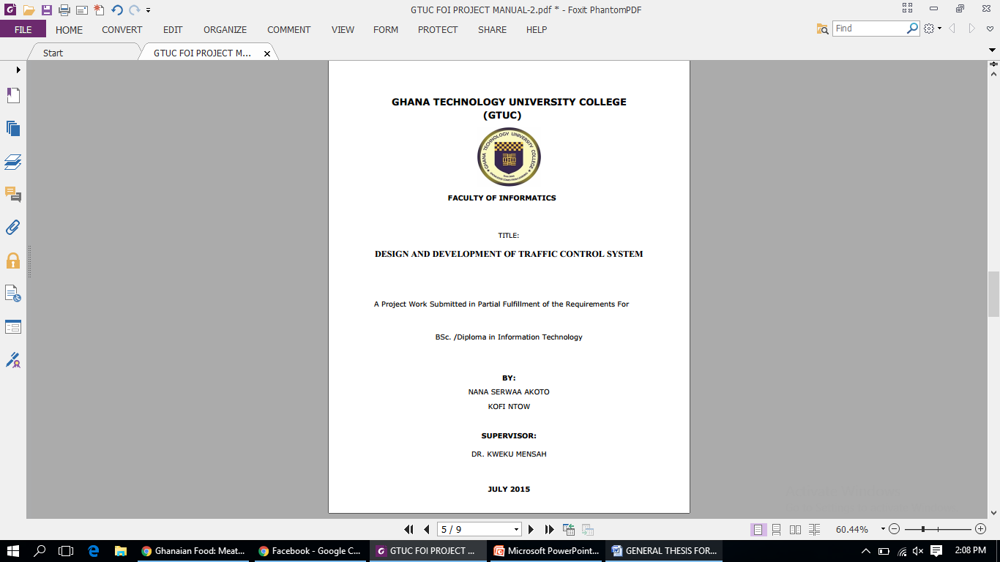 GTUC FOI PROJECT MANUAL-2.pdf * - Foxit PhantomPDF
FILE HOME CONVERT EDIT ORGANIZE COMMENT VIEW FORM PROTECT SHARE HELP
Find
Start
GTUC FOI PROJECT M...
GHANA TECHNOLOGY UNIVERSITY COLLEGE
(GTUC)
GHANA TECHNOLOGY UNIVERSITY COLLEGE
FACULTY OF INFORMATICS
TITLE:
DESIGN AND DEVELOPMENT OF TRAFFIC CONTROL SYSTEM
A Project Work Submitted in Partial Fulfillment of the Requirements For
BSc. /Diploma in Information Technology
BY:
NANA SERWAA AKOTO
KOFI NTOW
SUPERVISOR:
DR. KWEKU MENSAH
JULY 2015
5 / 9
60.44%
Ghanaian Food: Meat...
Facebook - Google C...
GTUC FOI PROJECT ...
Microsoft PowerPoint...
GENERAL THESIS FOR...
2:08 PM